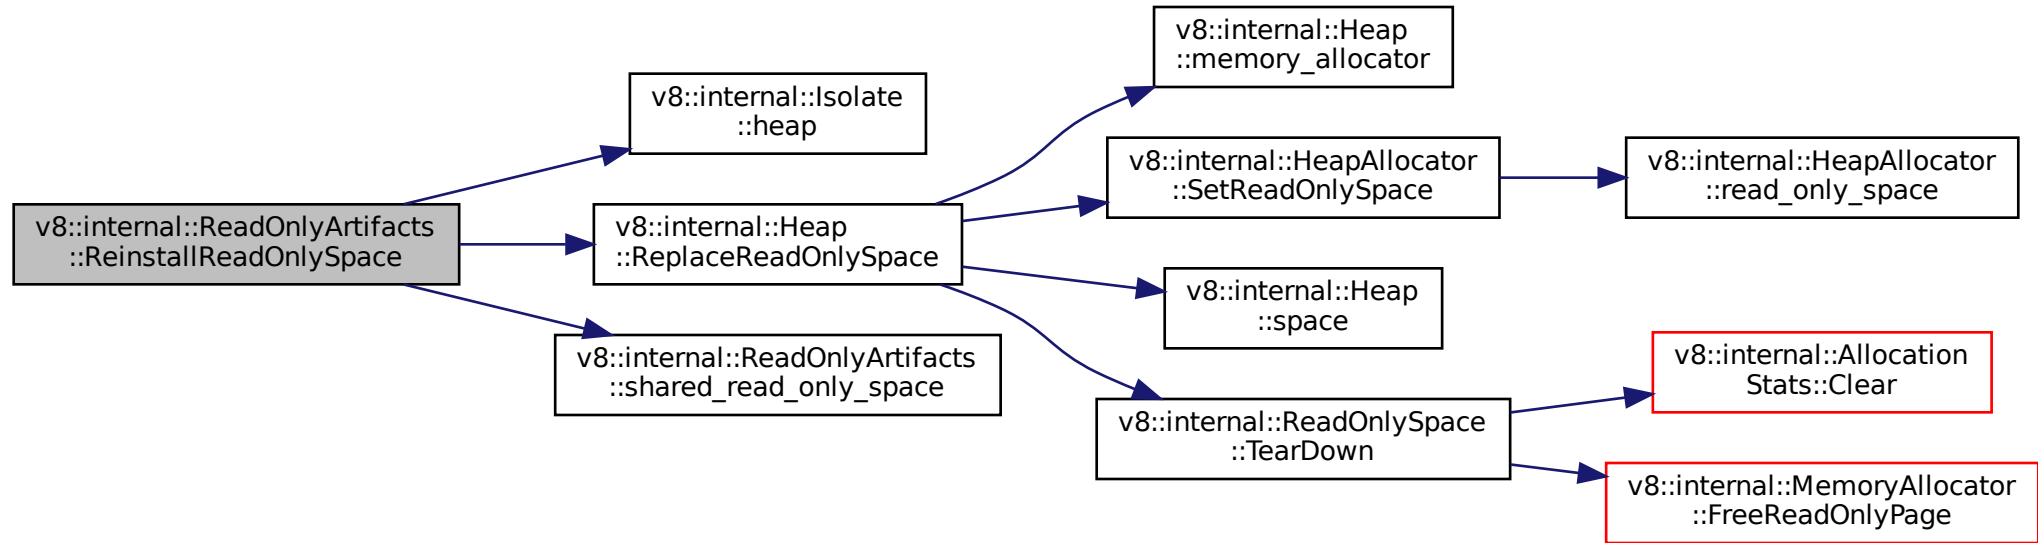 v8::internal::ReadOnlyArtifacts
::ReinstallReadOnlySpace
v8::internal::Isolate
::heap
v8::internal::Heap
::ReplaceReadOnlySpace
v8::internal::ReadOnlyArtifacts
::shared_read_only_space
v8::internal::Heap
::memory_allocator
v8::internal::HeapAllocator
::SetReadOnlySpace
v8::internal::Heap
::space
v8::internal::ReadOnlySpace
::TearDown
v8::internal::HeapAllocator
::read_only_space
v8::internal::Allocation
Stats::Clear
v8::internal::MemoryAllocator
::FreeReadOnlyPage